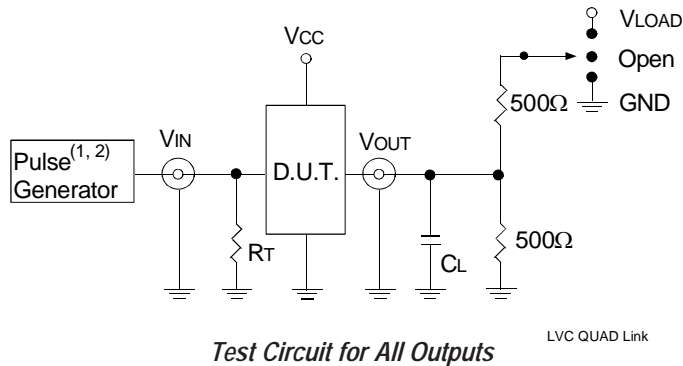 VLOAD
VCC
Open
500Ω
GND
VIN
VOUT
Pulse(1, 2)
Generator
D.U.T.
RT
CL
500Ω
LVC QUAD Link
Test Circuit for All Outputs